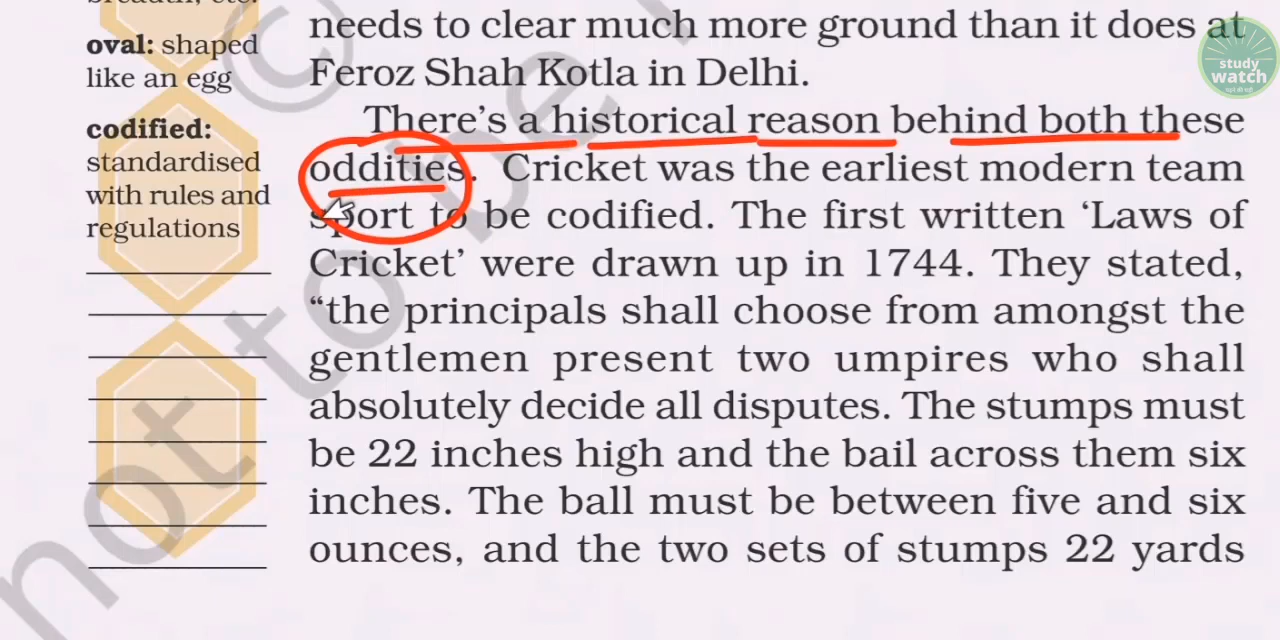 breadth, etc.
oval: shaped
like an egg
codified:
standardised
with rules and
regulations
needs to clear much more ground than it does at
Feroz Shah Kotla in Delhi.
There's a historical reason behind both these
oddities. Cricket was the earliest modern team
sport to be codified. The first written ‘Laws of
Cricket’ were drawn up in 1744. They stated,
“the principals shall choose from amongst the
gentlemen present two umpires who shall
absolutely decide all disputes. The stumps must
be 22 inches high and the bail across them six
inches. The ball must be between five and six
ounces, and the two sets of stumps 22 yards
©
not to be
study
watch